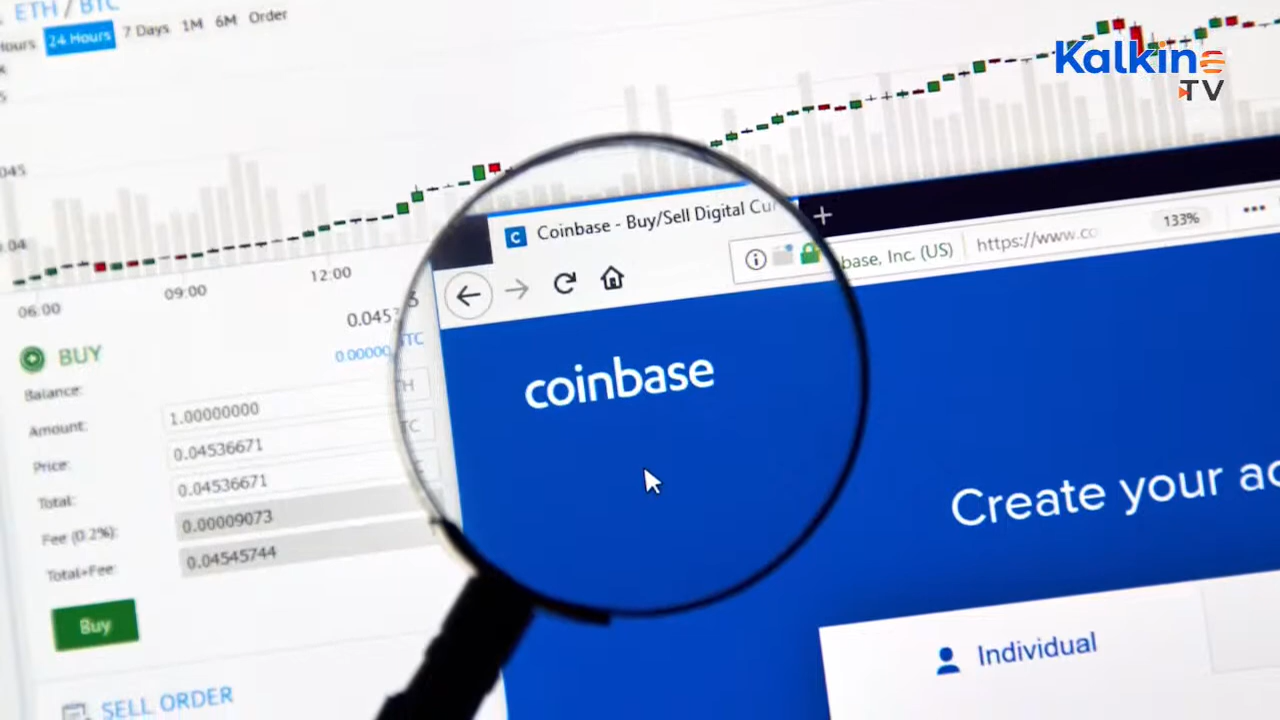 ETH / BTC
24 Hours
7 Days
1M
6M
Order
Kalkine
TV
06:00
09:00
12:00
Coinbase - Buy/Sell Digital Cu
+
133%
(US)
https://www.co
BUY
Balance:
Amount:
1.00000000
Price:
0.04536671
Total:
0.04536671
Fee (0.2%):
0.00009073
Total+Fee:
0.04545744
Buy
SELL ORDER
coinbase
Create your ac
Individual